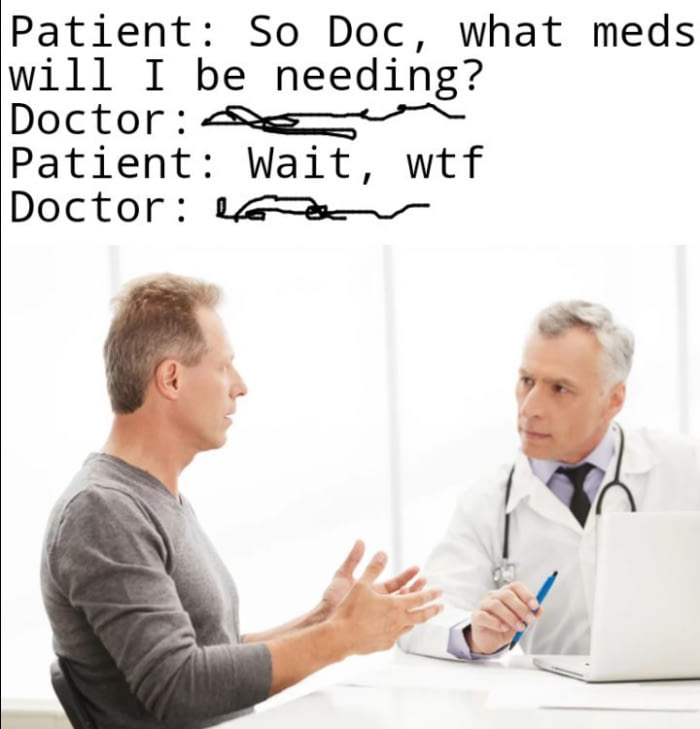 Patient: So Doc, what meds
will I be needing?
Doctor:
Patient: Wait, wtf
Doctor: